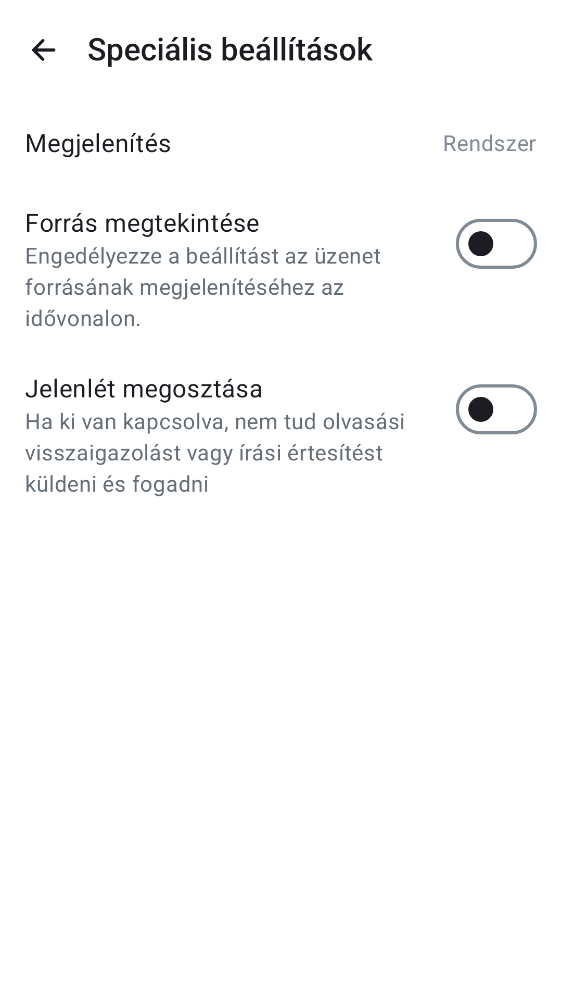 Speciális beállítások
Megjelenítés
Rendszer
Forrás megtekintése
Engedélyezze a beállítást az üzenet
forrásának megjelenítéséhez az
idővonalon.
Jelenlét megosztása
Ha ki van kapcsolva, nem tud olvasási
visszaigazolást vagy írási értesítést
küldeni és fogadni